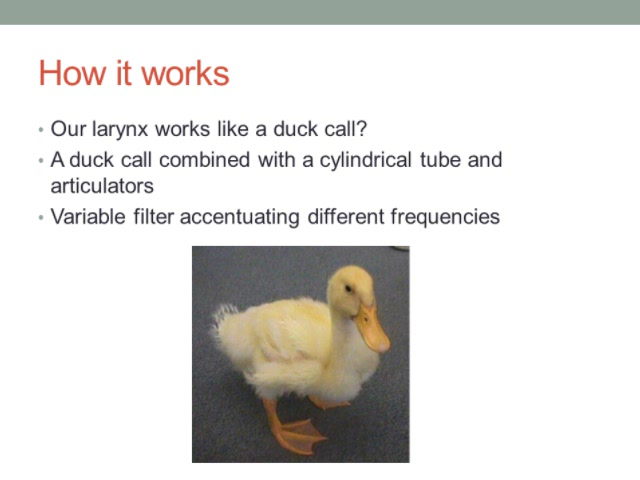 How it works
• Our larynx works like a duck call?
• A duck call combined with a cylindrical tube and
articulators
• Variable filter accentuating different frequencies